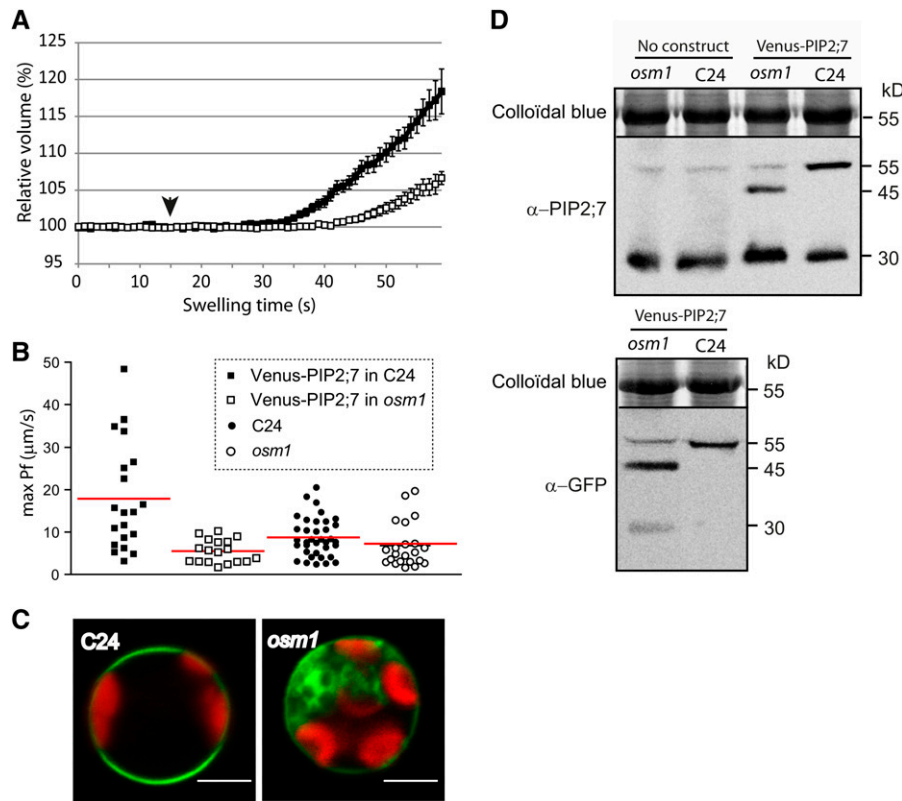 A
125
120
115
110
105
100
95
Relative volume (%)
0 10 20 30 40 50
Swelling time (s)
B
50
40
30
20
10
0
max Pf (µm/s)
Venus-PIP2;7 in C24
Venus-PIP2;7 in osm1
C24
osm1
C
C24
osm1
D
No construct Venus-PIP2;7
osm1 C24 osm1 C24 kD
Colloïdal blue 55
α-PIP2;7
55
45
30
Venus-PIP2;7
osm1 C24 kD
Colloïdal blue 55
α-GFP
55
45
30